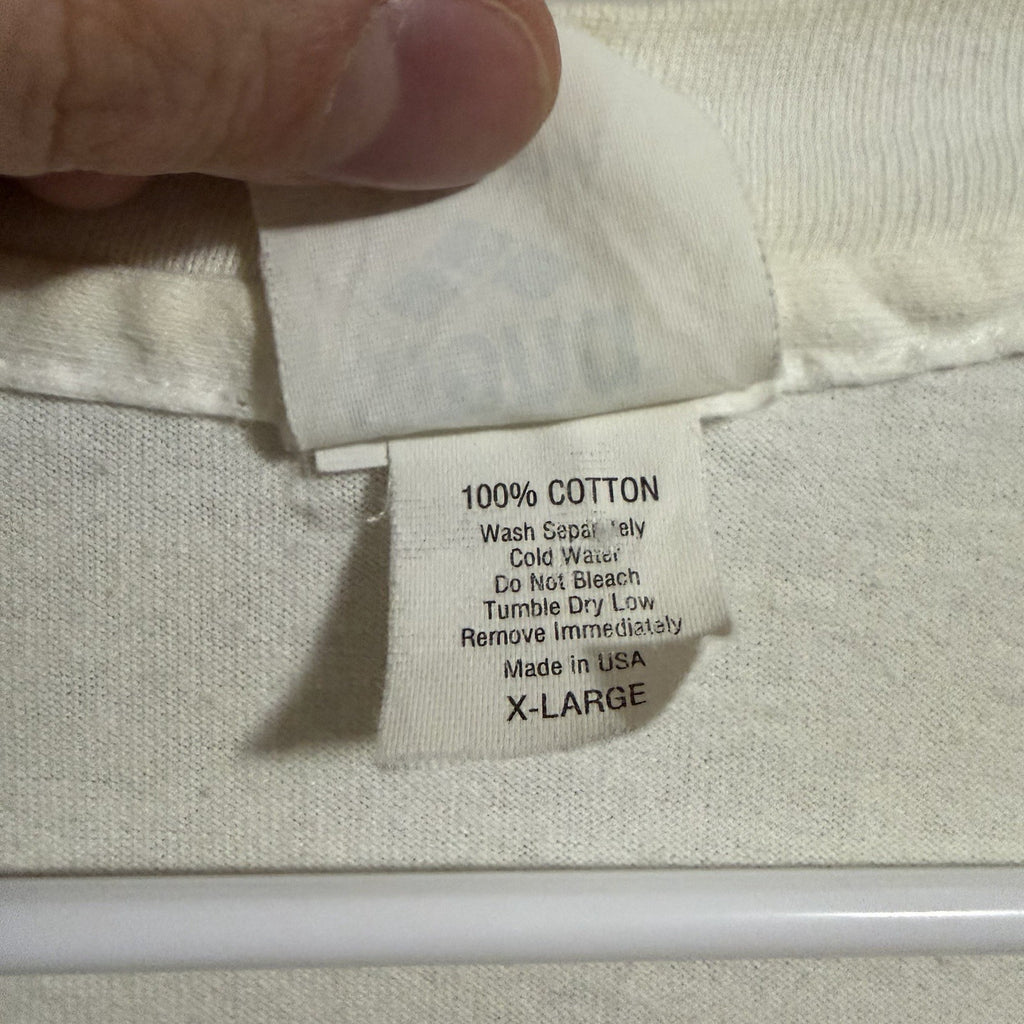 100% COTTON
Wash Separately
Cold Water
Do Not Bleach
Tumble Dry Low
Remove Immediately
Made in USA
X-LARGE